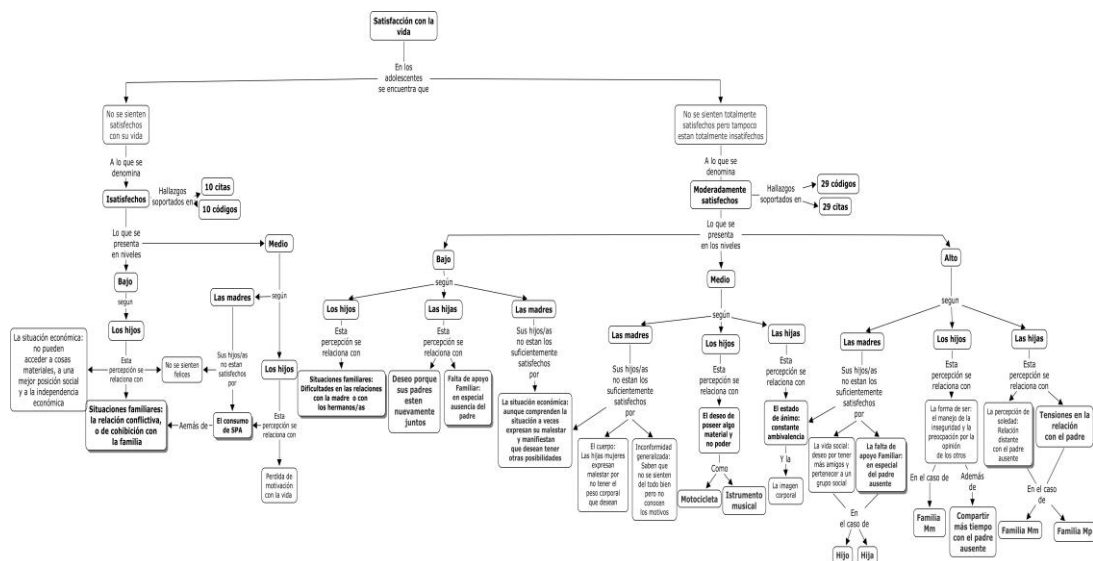 Satisfacción con la
vida
En los
adolescentes
se encuentra que
No se sienten
satisfechos
con su vida
A lo que se
denomina
Isatisfechos
Hallazgos
soportados en
10 citas
10 códigos
Lo que se
presenta
en niveles
Bajo
segun
Los hijos
Esta
percepción se
relaciona con
La situación económica:
no pueden
acceder a cosas
materiales, a una
mejor posición social
y a la independencia
económica
No se sienten
felices
Situaciones familiares:
la relación conflictiva,
o de cohibición con
la familia
Medio
según
Las madres
Sus hijos/as
no estan
satisfechos
por
El consumo
de SPA
Aemás de
Los hijos
Esta
percepción se
relaciona con
Perdida de
motivación
con la vida
No se sienten totalmente
satisfechos pero tampoco
estan totalmente insatifechos
A lo que se
denomina
Moderadamente
satisfechos
Hallazgos
soportados en
29 códigos
29 citas
Lo que se
presenta
en los niveles
Bajo
según
Los hijos
Esta
percepción se
relaciona con
Situaciones familiares:
Dificultades en las relaciones
con la madre o con
los hermanos/as
Las hijas
Esta
percepción se
relaciona con
Deseo porque
sus padres
esten
nuevamente
juntos
Falta de apoyo
Familiar:
en especial
ausencia del
padre
Las madres
Sus hijos/as
no estan los
suficientemente
satisfechos
por
La situación económica:
aunque comprenden la
situación a veces
expresan su malestar y
manifiestan
que desean tener
otras posibilidades
Medio
según
Las madres
Sus hijos/as
no estan los
suficientemente
satisfechos
por
El cuerpo:
Las hijas mujeres
expresan
malestar por
no tener el
peso corporal
que desean
Inconformidad
generalizada:
Saben que
no se sienten
del todo bien
pero no
conocen
los motivos
Los hijos
Esta
percepción se
relaciona con
El deseo de
poseer algo
material y
no poder
Como
Motocicleta
Istrumento
musical
Las hijas
Esta
percepción se
relaciona con
El estado de
ánimo:
constante
ambivalencia
Y la
La imagen
corporal
Alto
segun
Las madres
Sus hijos/as
no estan los
suficientemente
satisfechos
por
La vida social:
deseo por tener
más amigos y
pertenecer a un
grupo social
La falta de
apoyo Familiar:
en especial
del padre
ausente
En
el caso de
Hijo
Hija
Los hijos
Esta
percepción se
relaciona con
La forma de ser:
el manejo de la
inseguridad y la
preocpación por la
opinión
de los otros
En el caso de
Familia
Mm
Además
de
Compartir
más tiempo
con el padre
ausente
Las hijas
Esta
percepción se
relaciona con
La percepción de
soledad:
Relación
distante
con el padre
ausente
Tensiones en la
relación
con el padre
En el caso
de
Familia Mm
Familia Mp